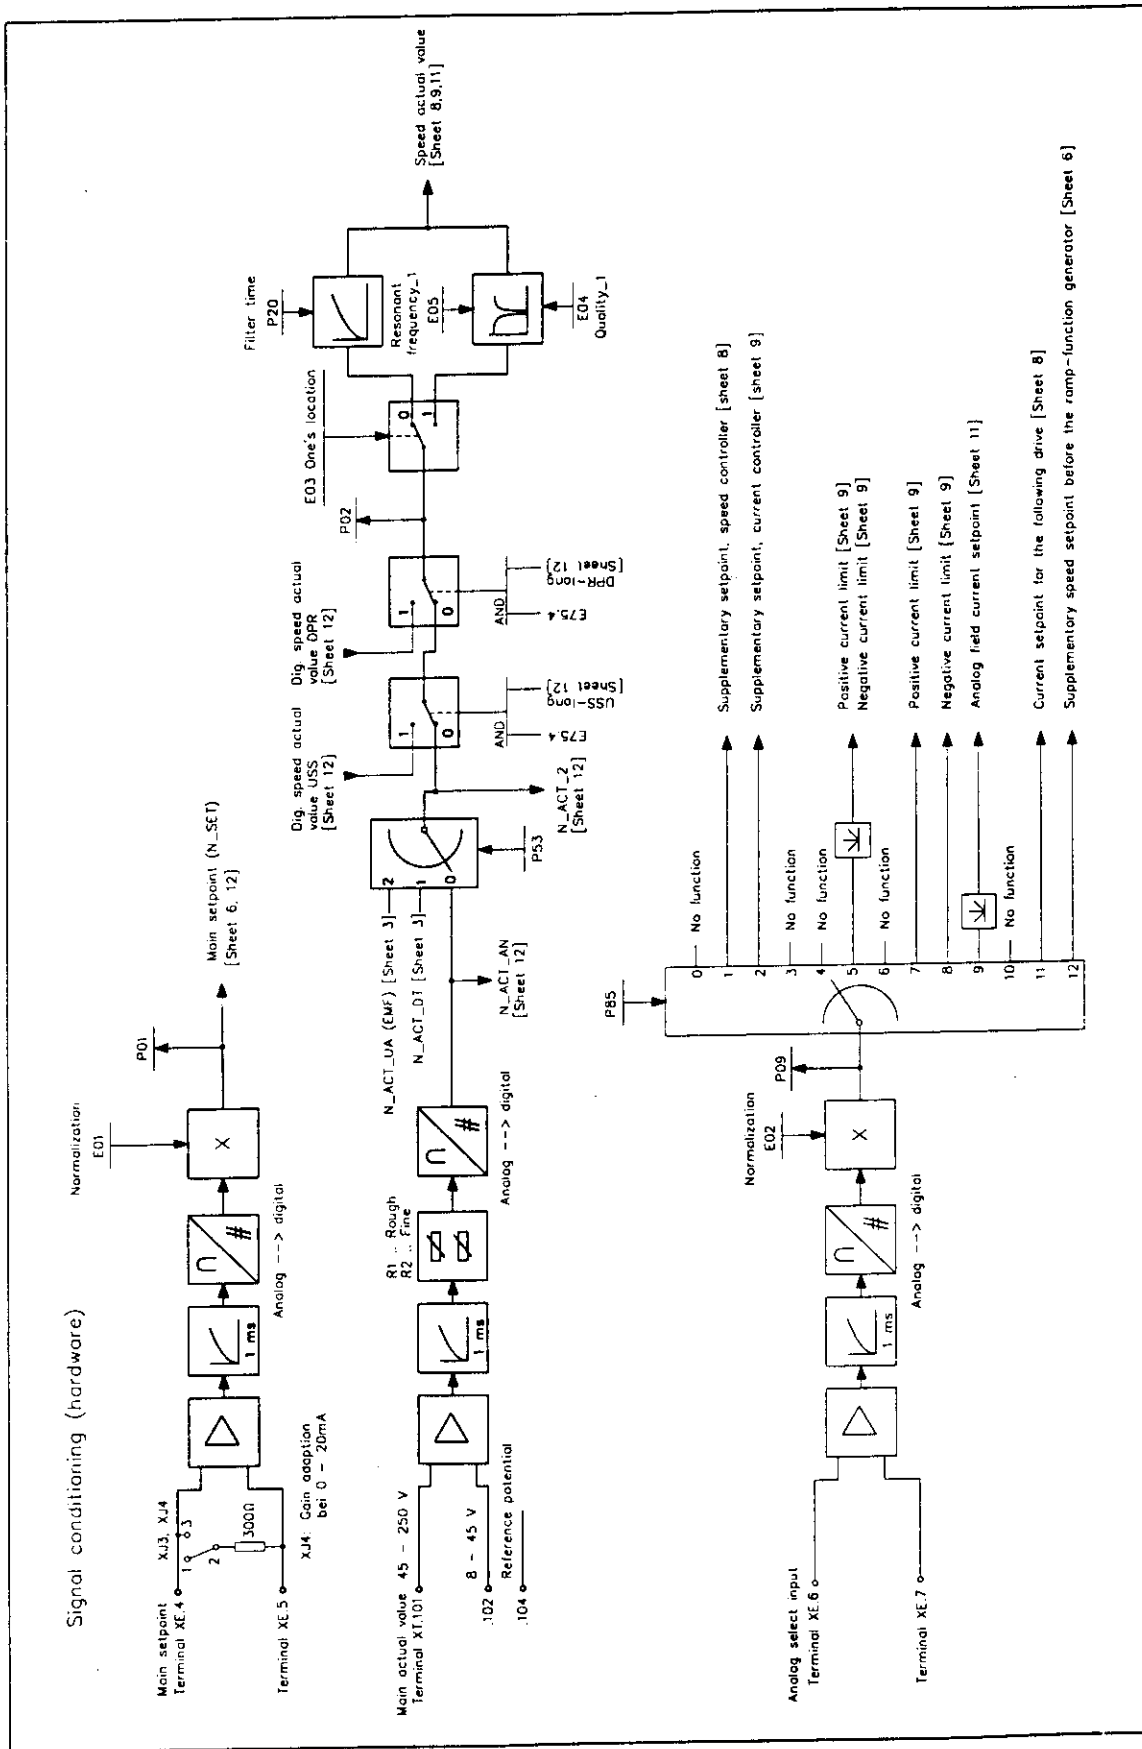 Signal conditioning (hardware)
Main setpoint
Terminal XE.4
XJ3, XJ4
1
3
2
300Ω
Terminal XE.5
XJ4: Gain adaption
bei 0 - 20mA
1 ms
∩
#
Analog --> digital
Normalization
E01
X
P01
Main setpoint (N_SET)
[Sheet 6, 12]
Main actual value 45 - 250 V
Terminal XT.101
8 - 45 V
.102
Reference potential
.104
1 ms
R1 .. Rough
R2 .. Fine
∩
#
Analog --> digital
N_ACT_AN
[Sheet 12]
N_ACT_UA (EMF) [Sheet 3]
N_ACT_DT [Sheet 3]
2
1
0
P53
N_ACT_2
[Sheet 12]
Dig. speed actual
value USS
[Sheet 12]
1
0
AND
E75.4
USS-long
[Sheet 12]
Dig. speed actual
value DPR
[Sheet 12]
1
0
AND
E75.4
DPR-long
[Sheet 12]
P02
E03 One's location
0
1
Filter time
P20
Resonant
frequency_1
E05
E04
Quality_1
Speed actual value
[Sheet 8,9,11]
Analog select input
Terminal XE.6
Terminal XE.7
1 ms
∩
#
Analog --> digital
Normalization
E02
X
P09
P85
0 No function
1 Supplementary setpoint, speed controller [sheet 8]
2 Supplementary setpoint, current controller [sheet 9]
3 No function
4 No function
5 Positive current limit [Sheet 9]
Negative current limit [Sheet 9]
6 No function
7 Positive current limit [Sheet 9]
8 Negative current limit [Sheet 9]
9 Analog field current setpoint [Sheet 11]
10 No function
11 Current setpoint for the following drive [Sheet 8]
12 Supplementary speed setpoint before the ramp-function generator [Sheet 6]